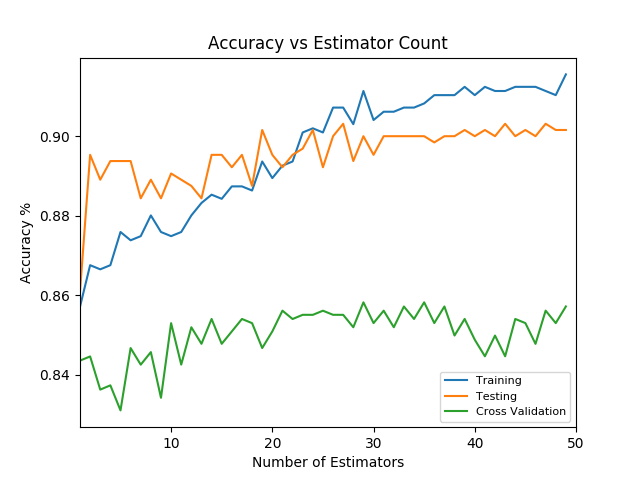 Accuracy vs Estimator Count
Accuracy %
0.90
0.88
0.86
0.84
10
20
30
40
50
Number of Estimators
Training
Testing
Cross Validation